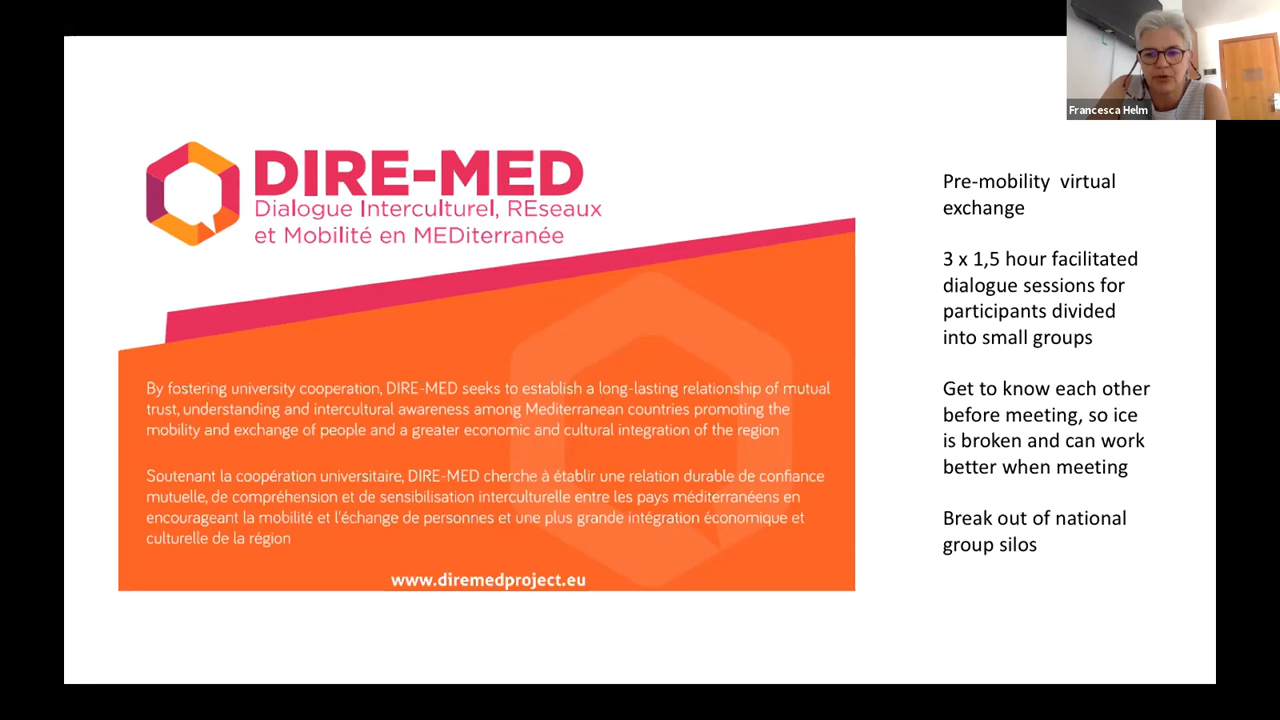 Francesca Helm
DIRE-MED
Dialogue Interculturel, REseaux
et Mobilité en MEDiterranée
By fostering university cooperation, DIRE-MED seeks to establish a long-lasting relationship of mutual
trust, understanding and intercultural awareness among Mediterranean countries promoting the
mobility and exchange of people and a greater economic and cultural integration of the region
Soutenant la coopération universitaire, DIRE-MED cherche à établir une relation durable de confiance
mutuelle, de compréhension et de sensibilisation interculturelle entre les pays méditerranéens en
encourageant la mobilité et l'échange de personnes et une plus grande intégration économique et
culturelle de la région
www.diremedproject.eu
Pre-mobility virtual
exchange
3 x 1,5 hour facilitated
dialogue sessions for
participants divided
into small groups
Get to know each other
before meeting, so ice
is broken and can work
better when meeting
Break out of national
group silos